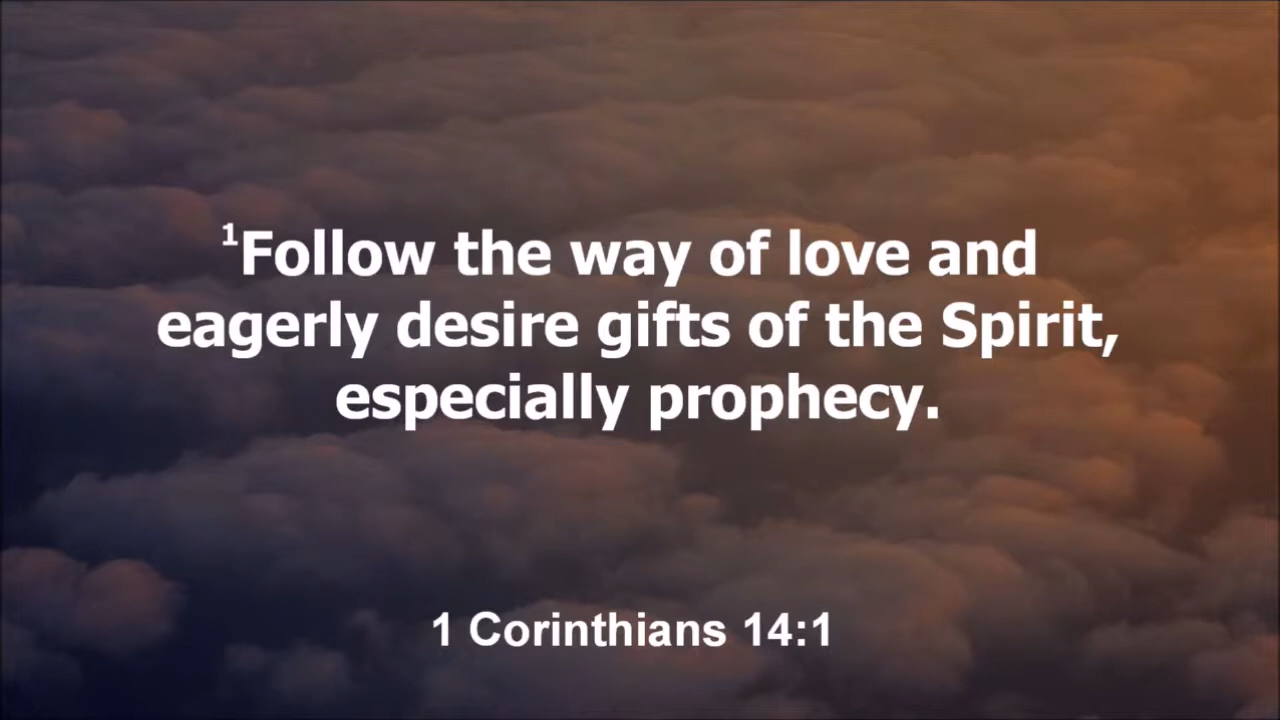 ¹Follow the way of love and
eagerly desire gifts of the Spirit,
especially prophecy.
1 Corinthians 14:1